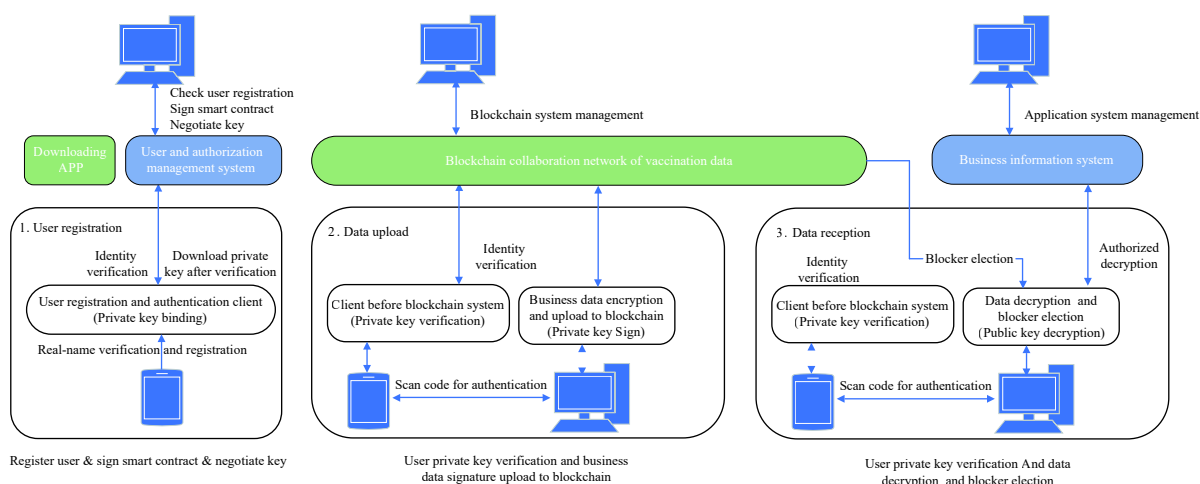 Check user registration
Sign smart contract
Negotiate key
Blockchain system management
Application system management
Downloading
APP
User and authorization
management system
Blockchain collaboration network of vaccination data
Business information system
1. User registration
Identity
verification
Download private
key after verification
User registration and authentication client
(Private key binding)
Real-name verification and registration
2. Data upload
Identity
verification
Client before blockchain system
(Private key verification)
Business data encryption
and upload to blockchain
(Private key Sign)
Scan code for authentication
3. Data reception
Blocker election
Authorized
decryption
Identity
verification
Client before blockchain system
(Private key verification)
Data decryption and
blocker election
(Public key decryption)
Scan code for authentication
Register user & sign smart contract & negotiate key
User private key verification and business
data signature upload to blockchain
User private key verification And data
decryption and blocker election